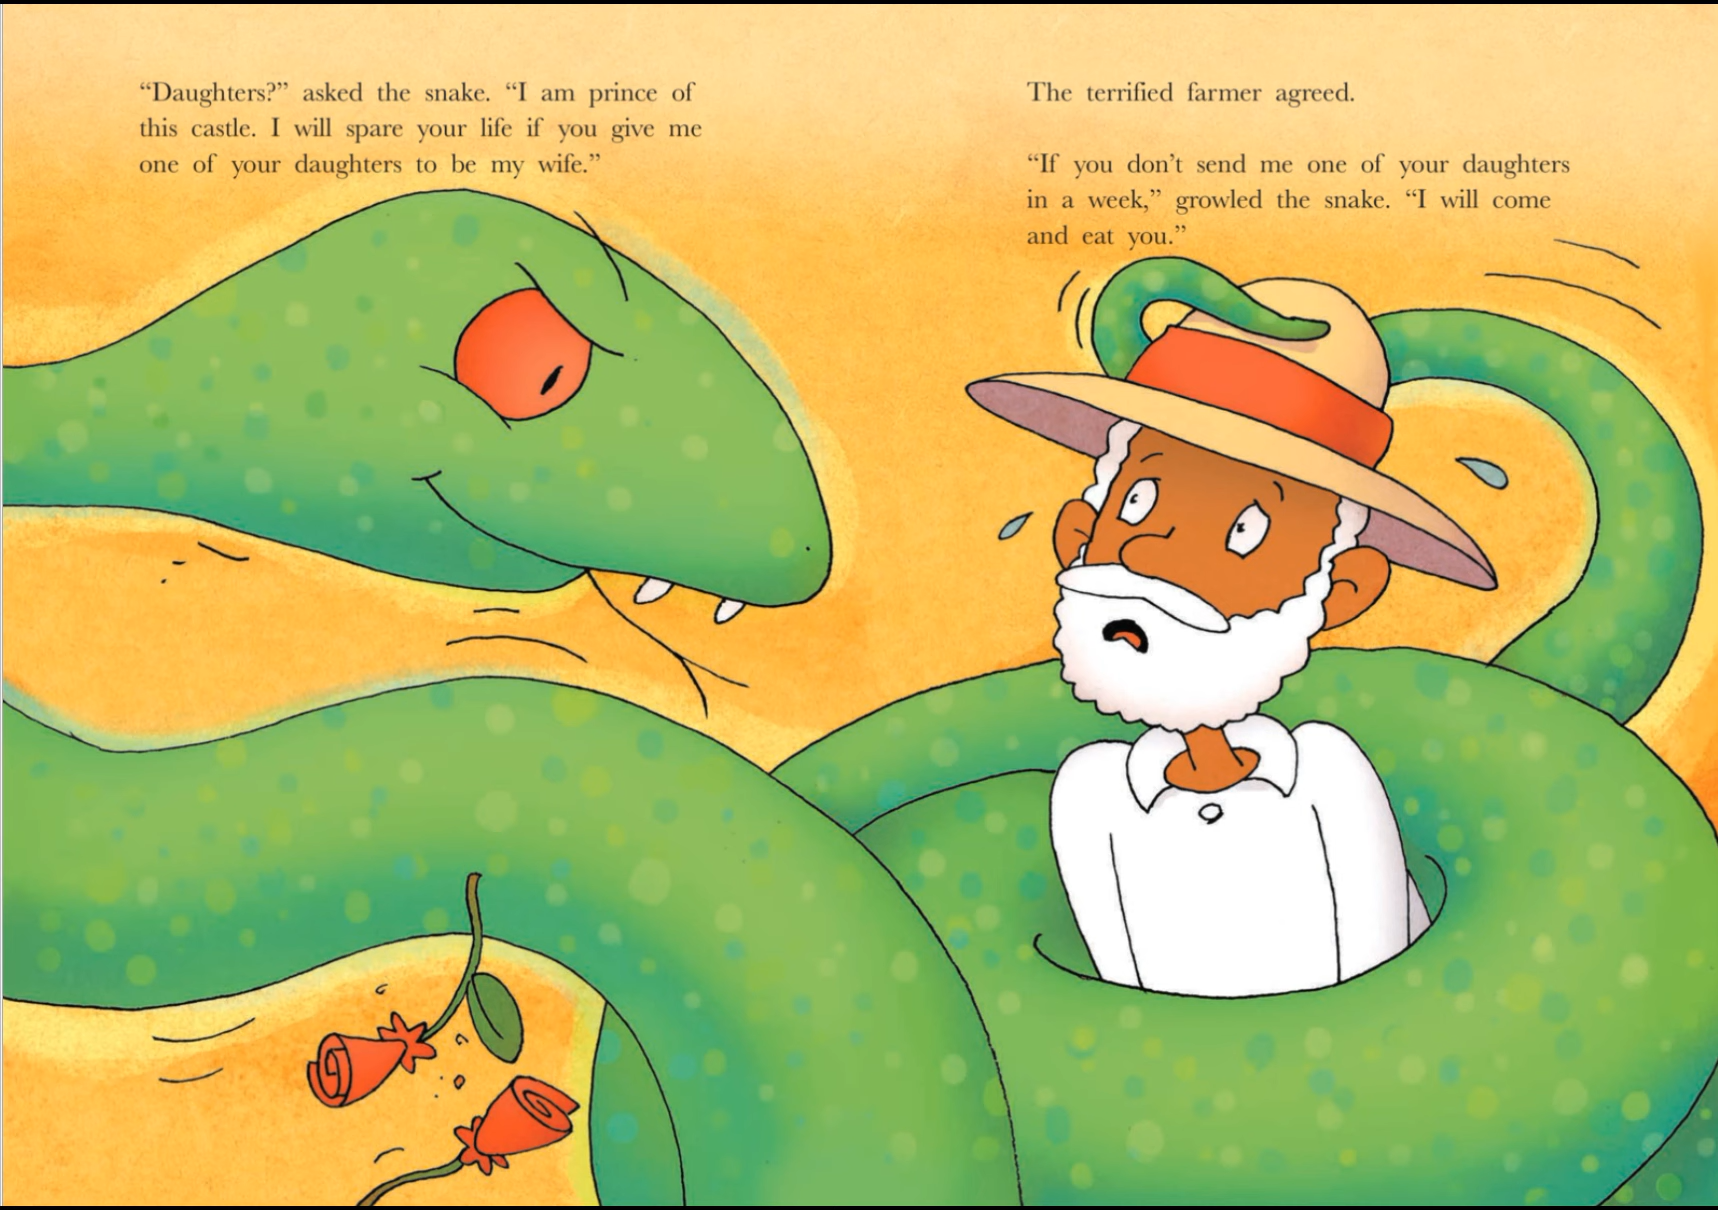 “Daughters?” asked the snake. “I am prince of
this castle. I will spare your life if you give me
one of your daughters to be my wife.”
The terrified farmer agreed.
“If you don’t send me one of your daughters
in a week,” growled the snake. “I will come
and eat you.”